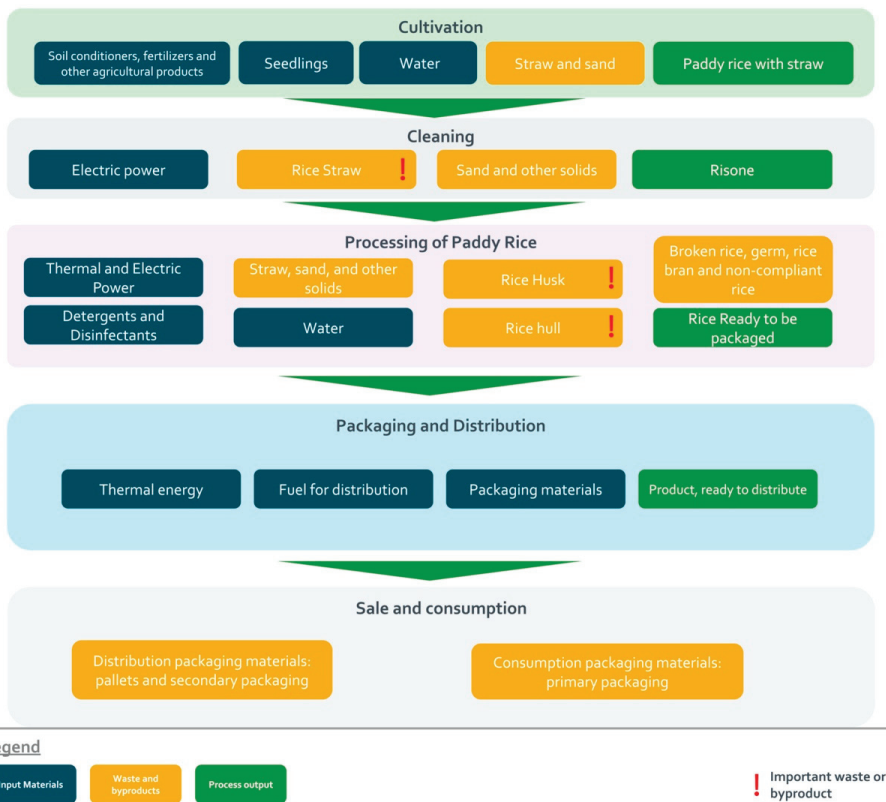 Cultivation
Soil conditioners, fertilizers and
other agricultural products
Seedlings
Water
Straw and sand
Paddy rice with straw
Cleaning
Electric power
Rice Straw
!
Sand and other solids
Risone
Processing of Paddy Rice
Thermal and Electric
Power
Straw, sand, and other
solids
Rice Husk
!
Broken rice, germ, rice
bran and non-compliant
rice
Detergents and
Disinfectants
Water
Rice hull
!
Rice Ready to be
packaged
Packaging and Distribution
Thermal energy
Fuel for distribution
Packaging materials
Product, ready to distribute
Sale and consumption
Distribution packaging materials:
pallets and secondary packaging
Consumption packaging materials:
primary packaging
egend
Input Materials
Waste and
byproducts
Process output
!
Important waste or
byproduct